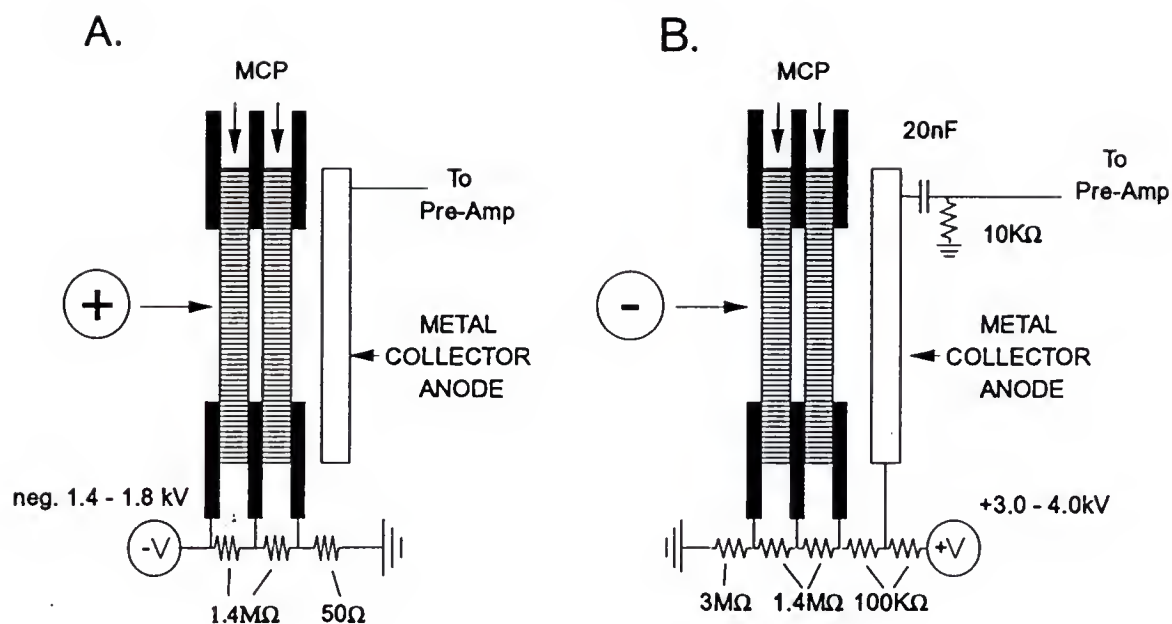 A.
MCP
To
Pre-Amp
+
METAL
COLLECTOR
ANODE
neg. 1.4 - 1.8 kV
-V
1.4MΩ
50Ω
B.
MCP
20nF
To
Pre-Amp
10KΩ
-
METAL
COLLECTOR
ANODE
+3.0 - 4.0kV
+V
3MΩ
1.4MΩ
100KΩ